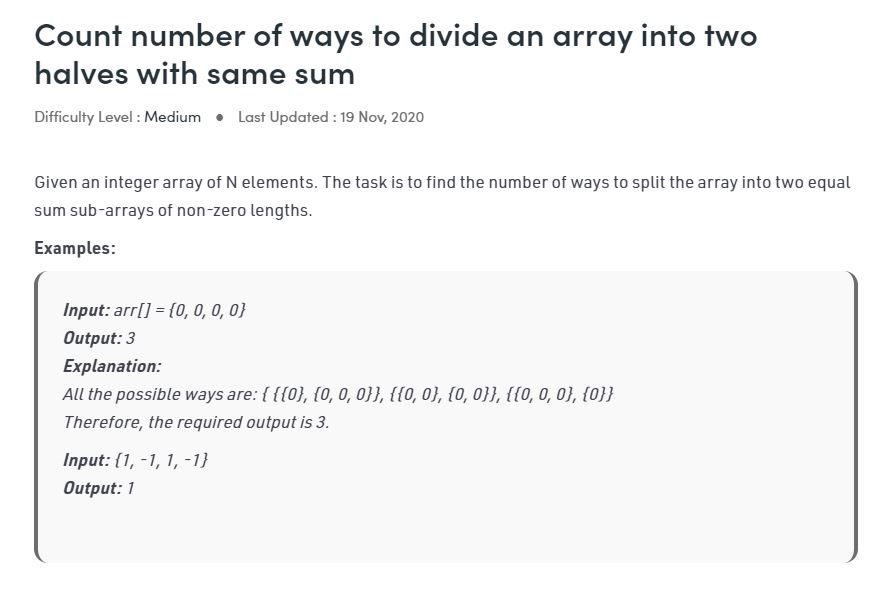 Count number of ways to divide an array into two
halves with same sum
Difficulty Level : Medium ● Last Updated : 19 Nov, 2020
Given an integer array of N elements. The task is to find the number of ways to split the array into two equal
sum sub-arrays of non-zero lengths.
Examples:
Input: arr[] = {0, 0, 0, 0}
Output: 3
Explanation:
All the possible ways are: { {{0}, {0, 0, 0}}, {{0, 0}, {0, 0}}, {{0, 0, 0}, {0}}
Therefore, the required output is 3.
Input: {1, -1, 1, -1}
Output: 1